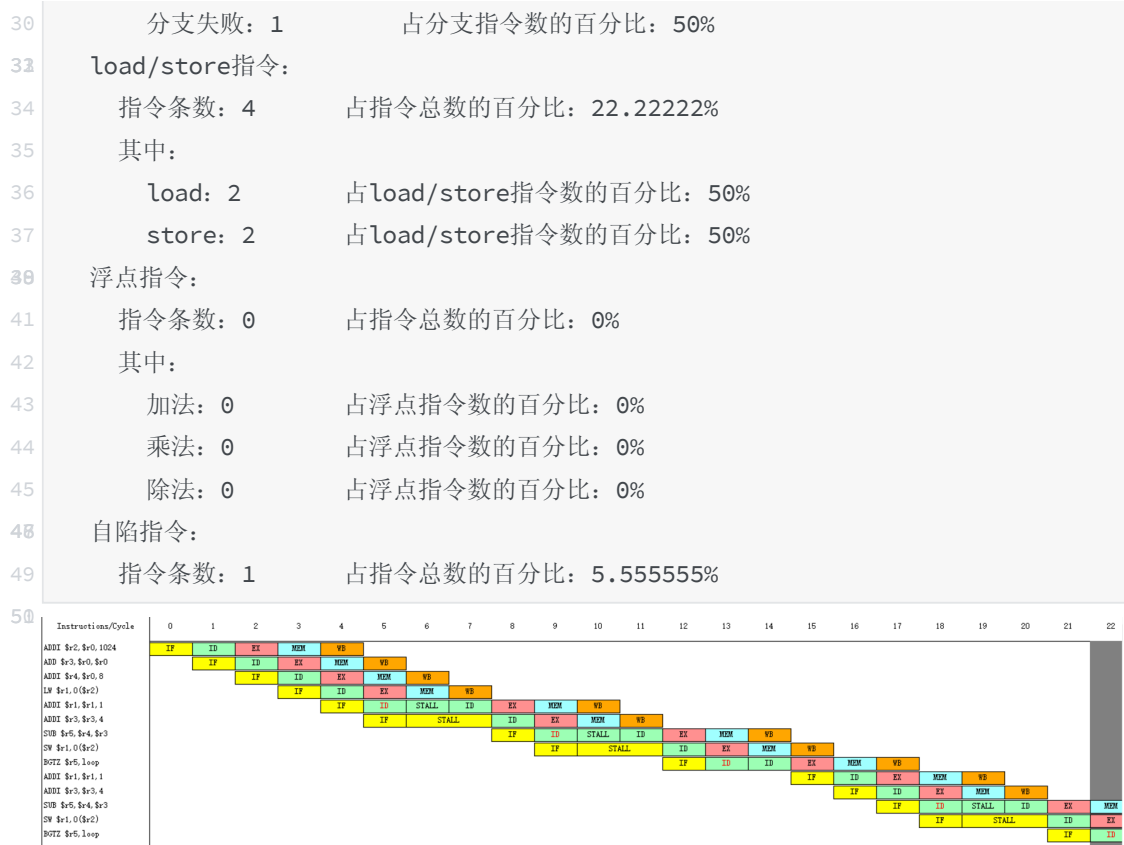 30 分支失败：1 占分支指令数的百分比：50%
load/store指令：
34 指令条数：4 占指令总数的百分比：22.22222%
35 其中：
36 load：2 占load/store指令数的百分比：50%
37 store：2 占load/store指令数的百分比：50%
浮点指令：
41 指令条数：0 占指令总数的百分比：0%
42 其中：
43 加法：0 占浮点指令数的百分比：0%
44 乘法：0 占浮点指令数的百分比：0%
45 除法：0 占浮点指令数的百分比：0%
自陷指令：
49 指令条数：1 占指令总数的百分比：5.555555%
Instructions/Cycle 0 1 2 3 4 5 6 7 8 9 10 11 12 13 14 15 16 17 18 19 20 21 22
ADDI $r2,$r0,1024 IF ID EX MEM WB
ADD $r3,$r0,$r0 IF ID EX MEM WB
ADDI $r4,$r0,8 IF ID EX MEM WB
LW $r1,0($r2) IF ID EX MEM WB
ADDI $r1,$r1,1 IF ID STALL ID EX MEM WB
ADDI $r3,$r3,4 IF STALL ID EX MEM WB
SUB $r5,$r4,$r3 IF ID STALL ID EX MEM WB
SW $r1,0($r2) IF STALL ID EX MEM WB
BGTZ $r5,loop IF ID ID EX MEM WB
ADDI $r1,$r1,1 IF ID EX MEM WB
ADDI $r3,$r3,4 IF ID EX MEM WB
SUB $r5,$r4,$r3 IF ID STALL ID EX MEM
SW $r1,0($r2) IF STALL ID EX
BGTZ $r5,loop IF ID